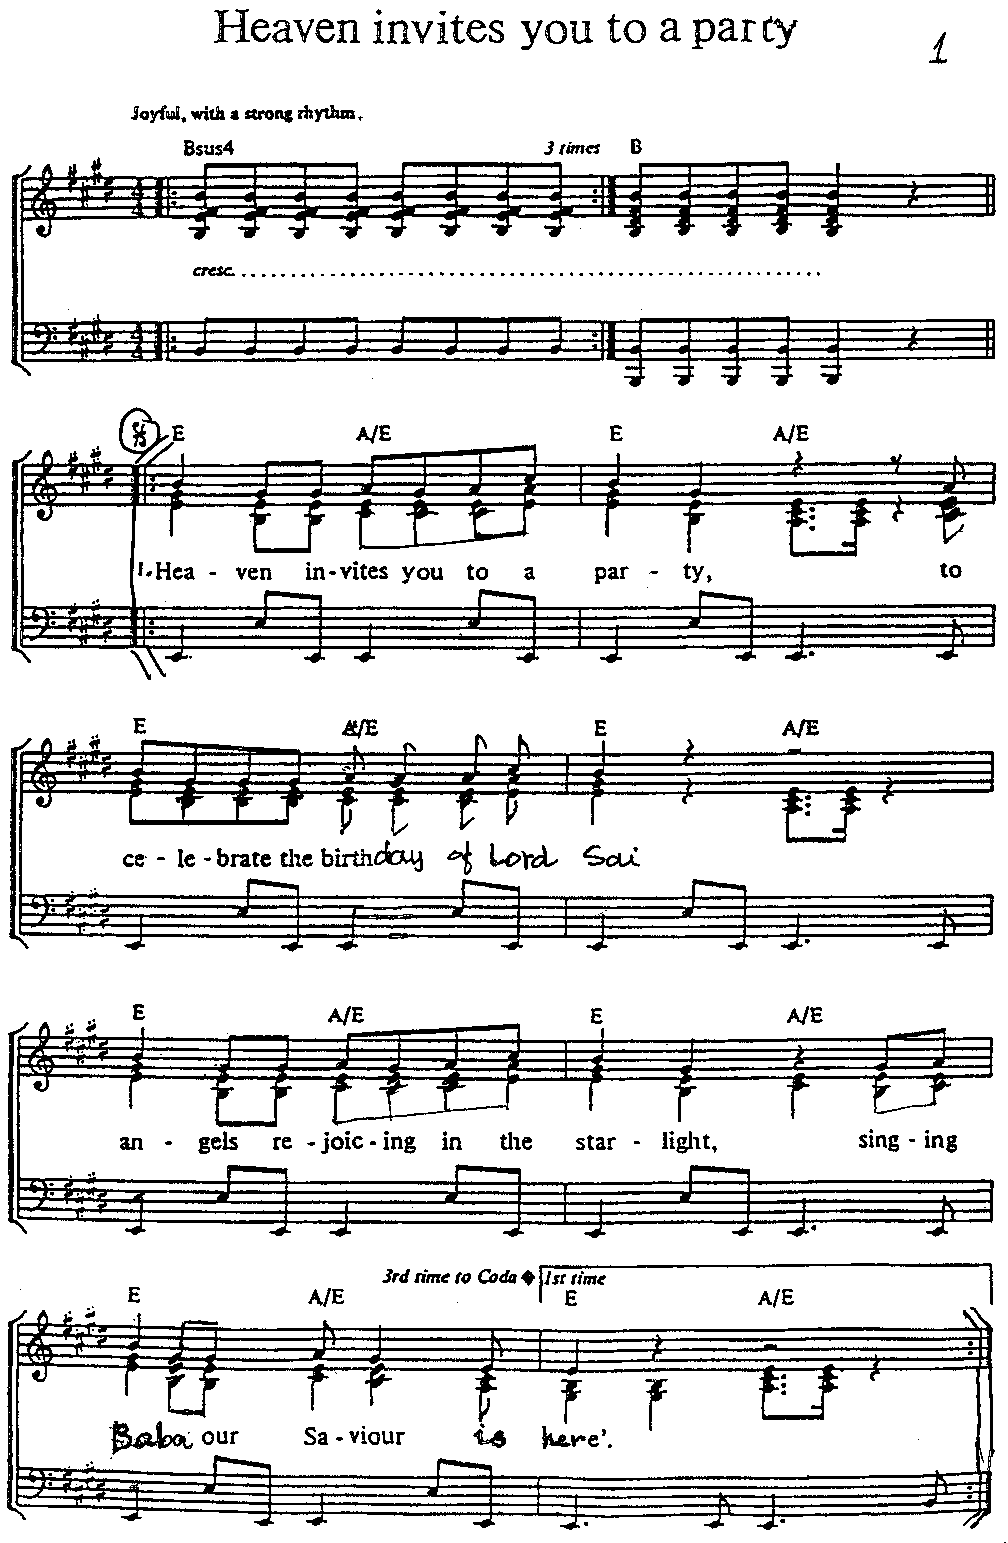 Heaven invites you to a party
1
Joyful, with a strong rhythm.
Bsus4 3 times B
cresc.
E A/E E A/E
1. Hea - ven in - vites you to a par - ty, to
E A/E E A/E
ce - le - brate the birthday of Lord Sai
E A/E E A/E
an - gels re - joic - ing in the star - light, sing - ing
3rd time to Coda 1st time
E A/E E A/E
Baba our Sa - viour is here'.